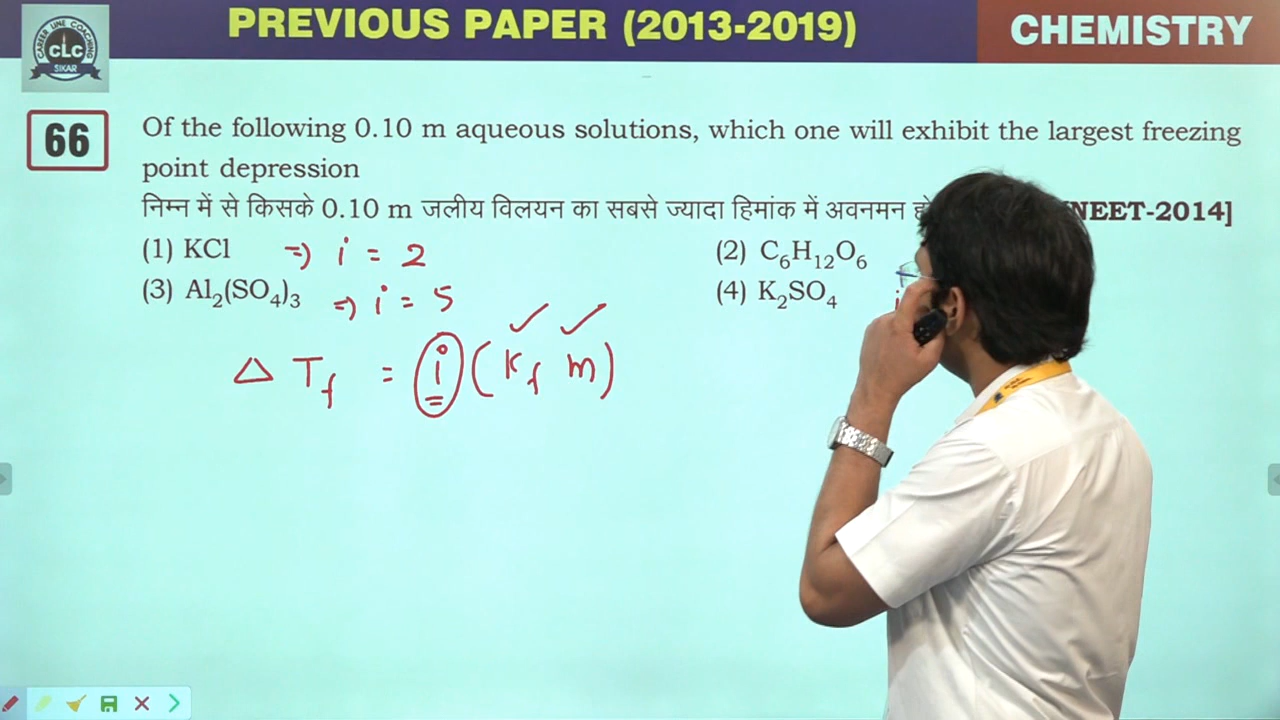 PREVIOUS PAPER (2013-2019)
CHEMISTRY
CAREER LINE COACHING
CLC
SIKAR
66
Of the following 0.10 m aqueous solutions, which one will exhibit the largest freezing
point depression
निम्न में से किसके 0.10 m जलीय विलयन का सबसे ज्यादा हिमांक में अवनमन NEET-2014]
(1) KCl ⇒ i = 2
(2) C₆H₁₂O₆
(3) Al₂(SO₄)₃ ⇒ i = 5
(4) K₂SO₄ i
Δ T_f = i (K_f m)